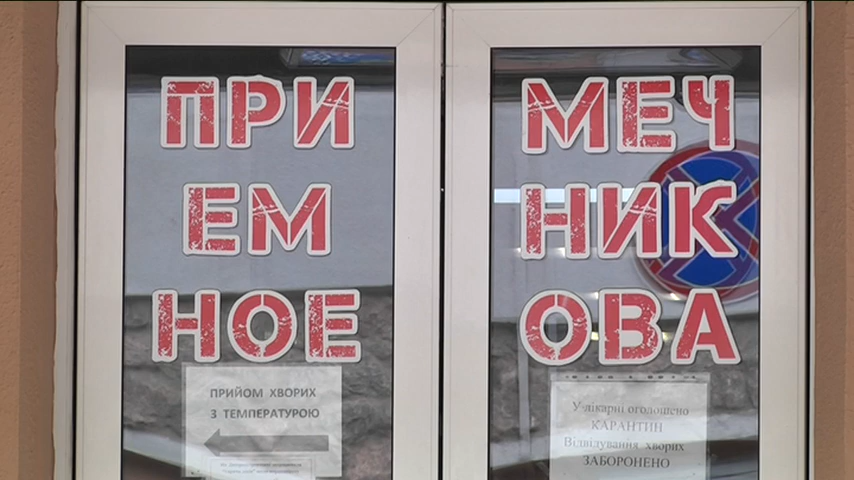 ПРИ
ЕМ
НОЕ
ПРИЙОМ ХВОРИХ
З ТЕМПЕРАТУРОЮ
МЕЧ
НИК
ОВА
У лікарні оголошено
КАРАНТИН
Відвідування хворих
ЗАБОРОНЕНО